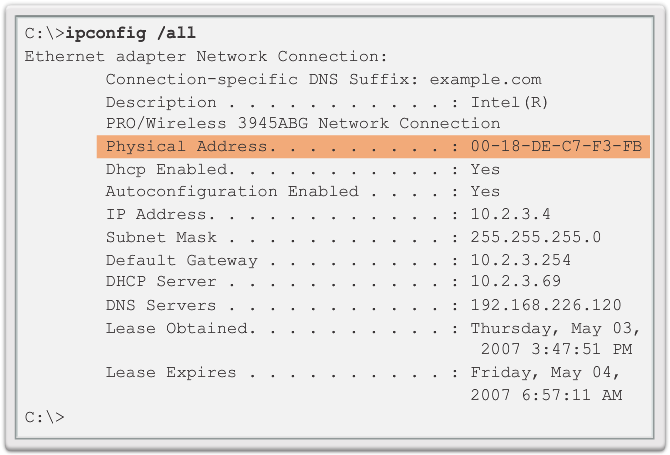 C:\>ipconfig /all
Ethernet adapter Network Connection:
Connection-specific DNS Suffix: example.com
Description . . . . . . . . . . . : Intel(R)
PRO/Wireless 3945ABG Network Connection
Physical Address. . . . . . . . . : 00-18-DE-C7-F3-FB
Dhcp Enabled. . . . . . . . . . . : Yes
Autoconfiguration Enabled . . . . : Yes
IP Address. . . . . . . . . . . . : 10.2.3.4
Subnet Mask . . . . . . . . . . . : 255.255.255.0
Default Gateway . . . . . . . . . : 10.2.3.254
DHCP Server . . . . . . . . . . . : 10.2.3.69
DNS Servers . . . . . . . . . . . : 192.168.226.120
Lease Obtained. . . . . . . . . . : Thursday, May 03,
2007 3:47:51 PM
Lease Expires . . . . . . . . . . : Friday, May 04,
2007 6:57:11 AM
C:\>